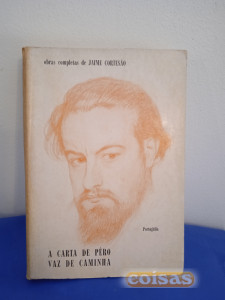 obras completas de JAIME CORTESÃO
Portugália
A CARTA DE PÊRO
VAZ DE CAMINHA
coisas